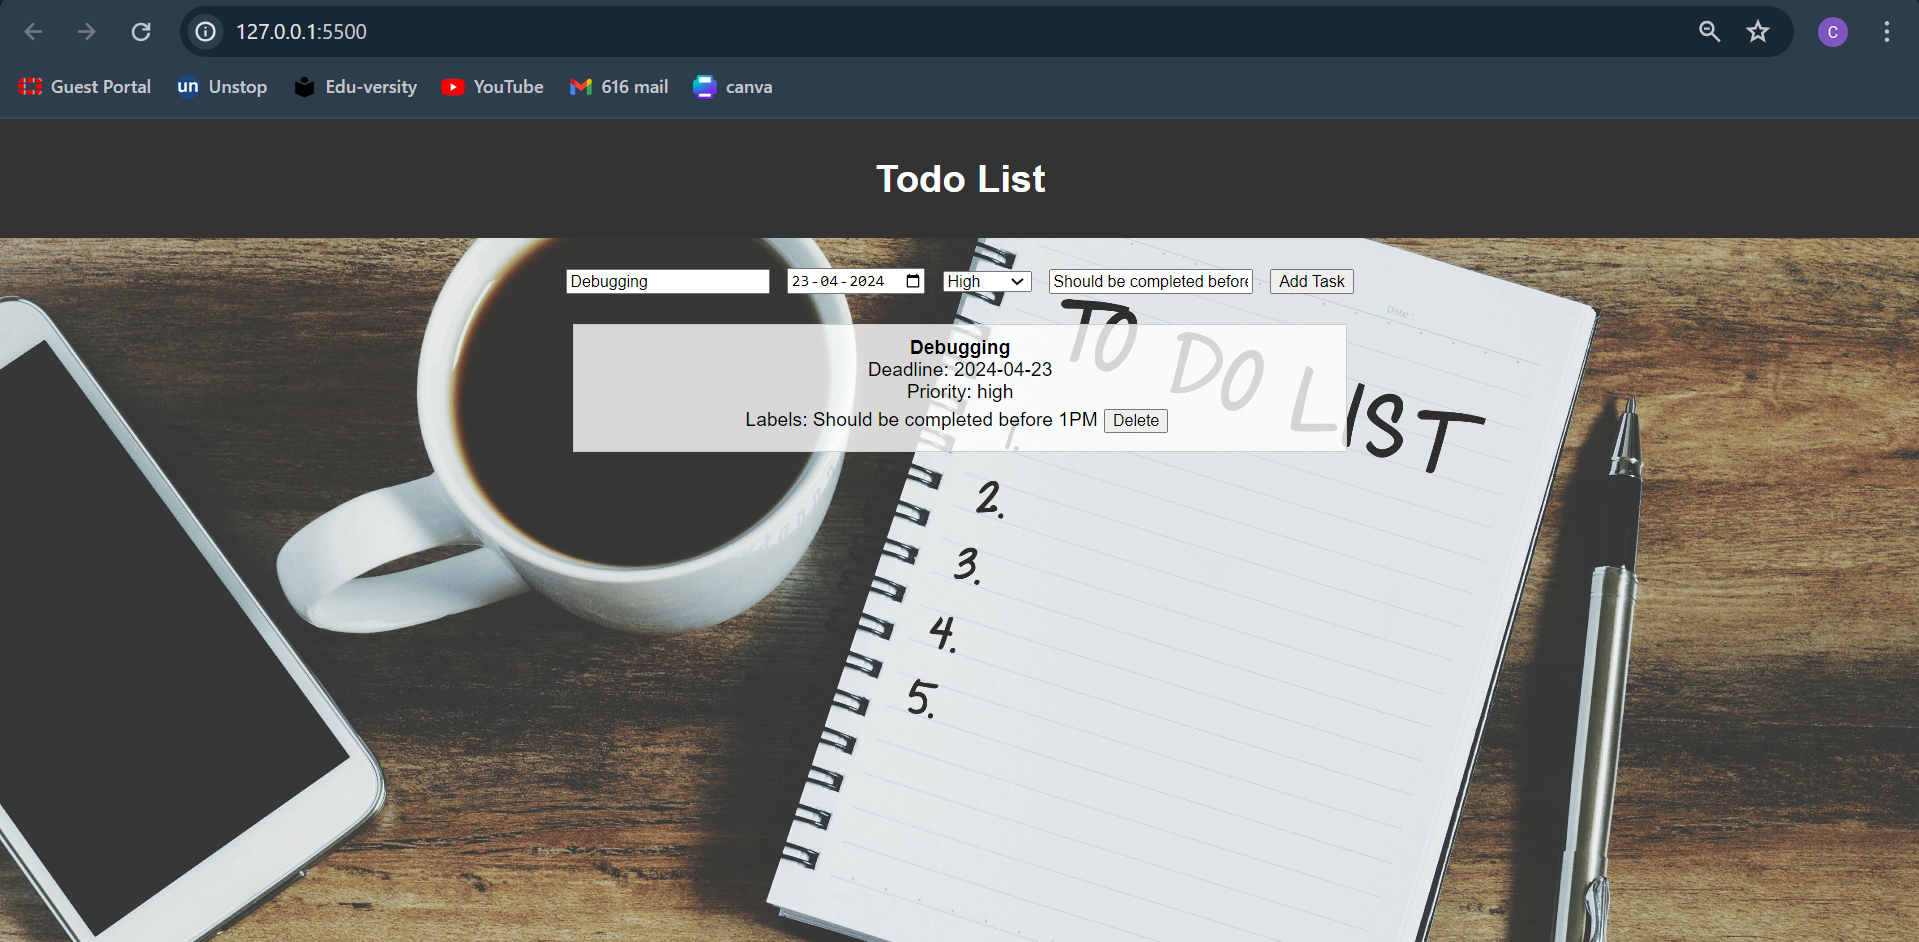 127.0.0.1:5500
C
Guest Portal
un Unstop
Edu-versity
YouTube
616 mail
canva
Todo List
Debugging
23-04-2024
High
Should be completed before
Add Task
Date :
TO DO LIST
Debugging
Deadline: 2024-04-23
Priority: high
Labels: Should be completed before 1PM Delete
1.
2.
3.
4.
5.